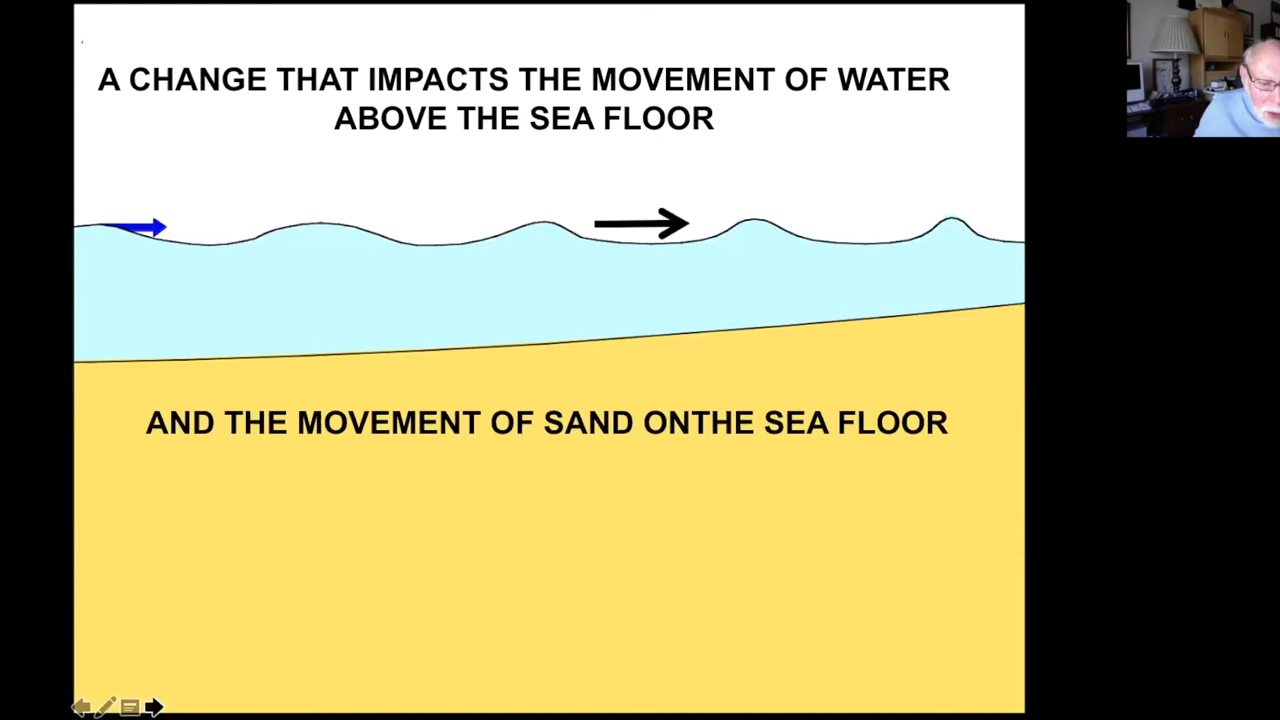 A CHANGE THAT IMPACTS THE MOVEMENT OF WATER
ABOVE THE SEA FLOOR
AND THE MOVEMENT OF SAND ONTHE SEA FLOOR